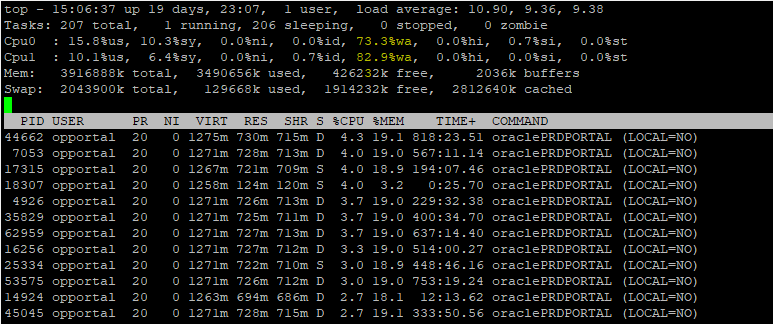 top - 15:06:37 up 19 days, 23:07,  1 user,  load average: 10.90, 9.36, 9.38
Tasks: 207 total,   1 running, 206 sleeping,   0 stopped,   0 zombie
Cpu0  : 15.8%us, 10.3%sy,  0.0%ni,  0.0%id, 73.3%wa,  0.0%hi,  0.7%si,  0.0%st
Cpu1  : 10.1%us,  6.4%sy,  0.0%ni,  0.7%id, 82.9%wa,  0.0%hi,  0.0%si,  0.0%st
Mem:   3916888k total,  3490656k used,   426232k free,     2036k buffers
Swap:  2043900k total,   129668k used,  1914232k free,  2812640k cached
  PID USER      PR  NI  VIRT  RES  SHR S %CPU %MEM    TIME+  COMMAND
44662 opportal  20   0 1275m 730m 715m D  4.3 19.1 818:23.51 oraclePRDPORTAL (LOCAL=NO)
 7053 opportal  20   0 1271m 728m 713m D  4.0 19.0 567:11.14 oraclePRDPORTAL (LOCAL=NO)
17315 opportal  20   0 1267m 721m 709m S  4.0 18.9 194:07.46 oraclePRDPORTAL (LOCAL=NO)
18307 opportal  20   0 1258m 124m 120m S  4.0  3.2   0:25.70 oraclePRDPORTAL (LOCAL=NO)
 4926 opportal  20   0 1271m 726m 713m D  3.7 19.0 229:32.38 oraclePRDPORTAL (LOCAL=NO)
35829 opportal  20   0 1271m 725m 711m D  3.7 19.0 400:34.70 oraclePRDPORTAL (LOCAL=NO)
62959 opportal  20   0 1271m 727m 713m D  3.7 19.0 637:14.40 oraclePRDPORTAL (LOCAL=NO)
16256 opportal  20   0 1271m 727m 712m D  3.3 19.0 514:00.27 oraclePRDPORTAL (LOCAL=NO)
25334 opportal  20   0 1271m 722m 710m S  3.0 18.9 448:46.16 oraclePRDPORTAL (LOCAL=NO)
53575 opportal  20   0 1271m 726m 712m D  3.0 19.0 753:19.24 oraclePRDPORTAL (LOCAL=NO)
14924 opportal  20   0 1263m 694m 686m D  2.7 18.1  12:13.62 oraclePRDPORTAL (LOCAL=NO)
45045 opportal  20   0 1271m 728m 715m D  2.7 19.1 333:50.56 oraclePRDPORTAL (LOCAL=NO)